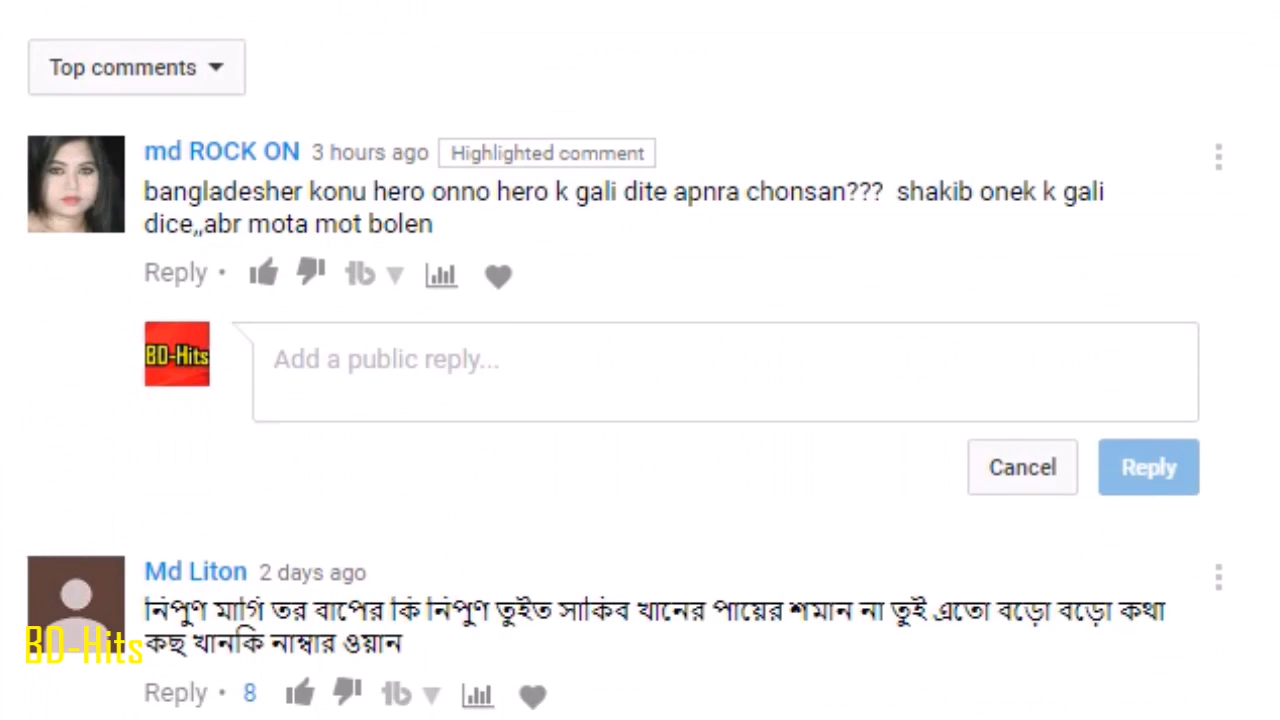 Top comments
md ROCK ON 3 hours ago Highlighted comment
bangladesher konu hero onno hero k gali dite apnra chonsan??? shakib onek k gali
dice,,abr mota mot bolen
Reply •
BD-Hits
Add a public reply...
Cancel Reply
Md Liton 2 days ago
নিপুণ মাগি তর বাপের কি নিপুণ তুইত সাকিব খানের পায়ের শমান না তুই এতো বড়ো বড়ো কথা
কছ খানকি নাম্বার ওয়ান
BD-Hits
Reply • 8